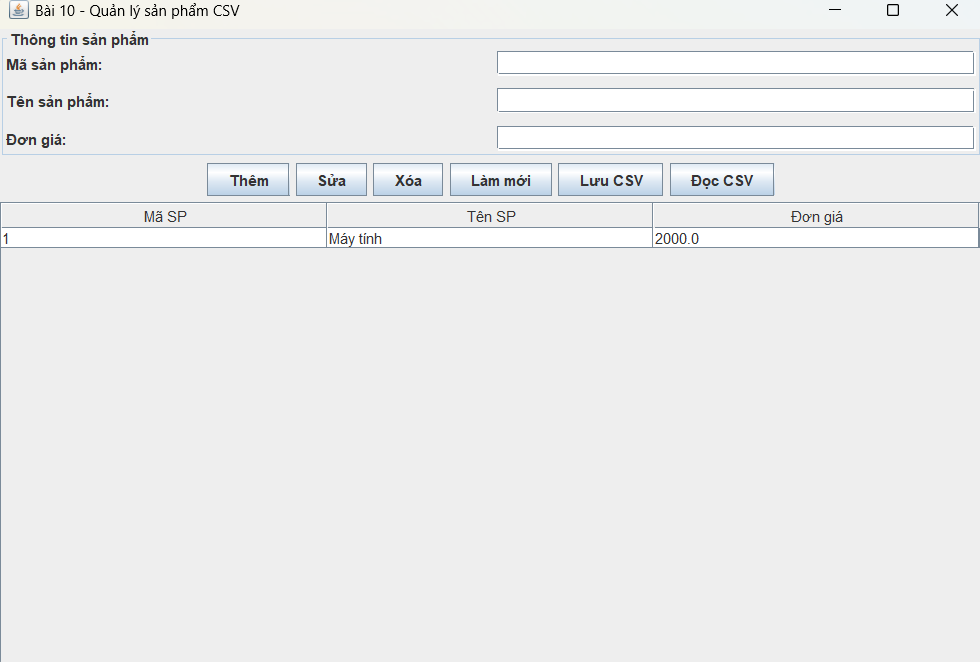 Bài 10 - Quản lý sản phẩm CSV
Thông tin sản phẩm
Mã sản phẩm:
Tên sản phẩm:
Đơn giá:
Thêm Sửa Xóa Làm mới Lưu CSV Đọc CSV
Mã SP Tên SP Đơn giá
1 Máy tính 2000.0